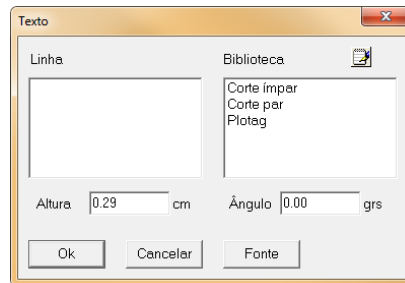 Texto
Linha
Biblioteca
Corte ímpar
Corte par
Plotag
Altura 0.29 cm
Ângulo 0.00 grs
Ok Cancelar Fonte